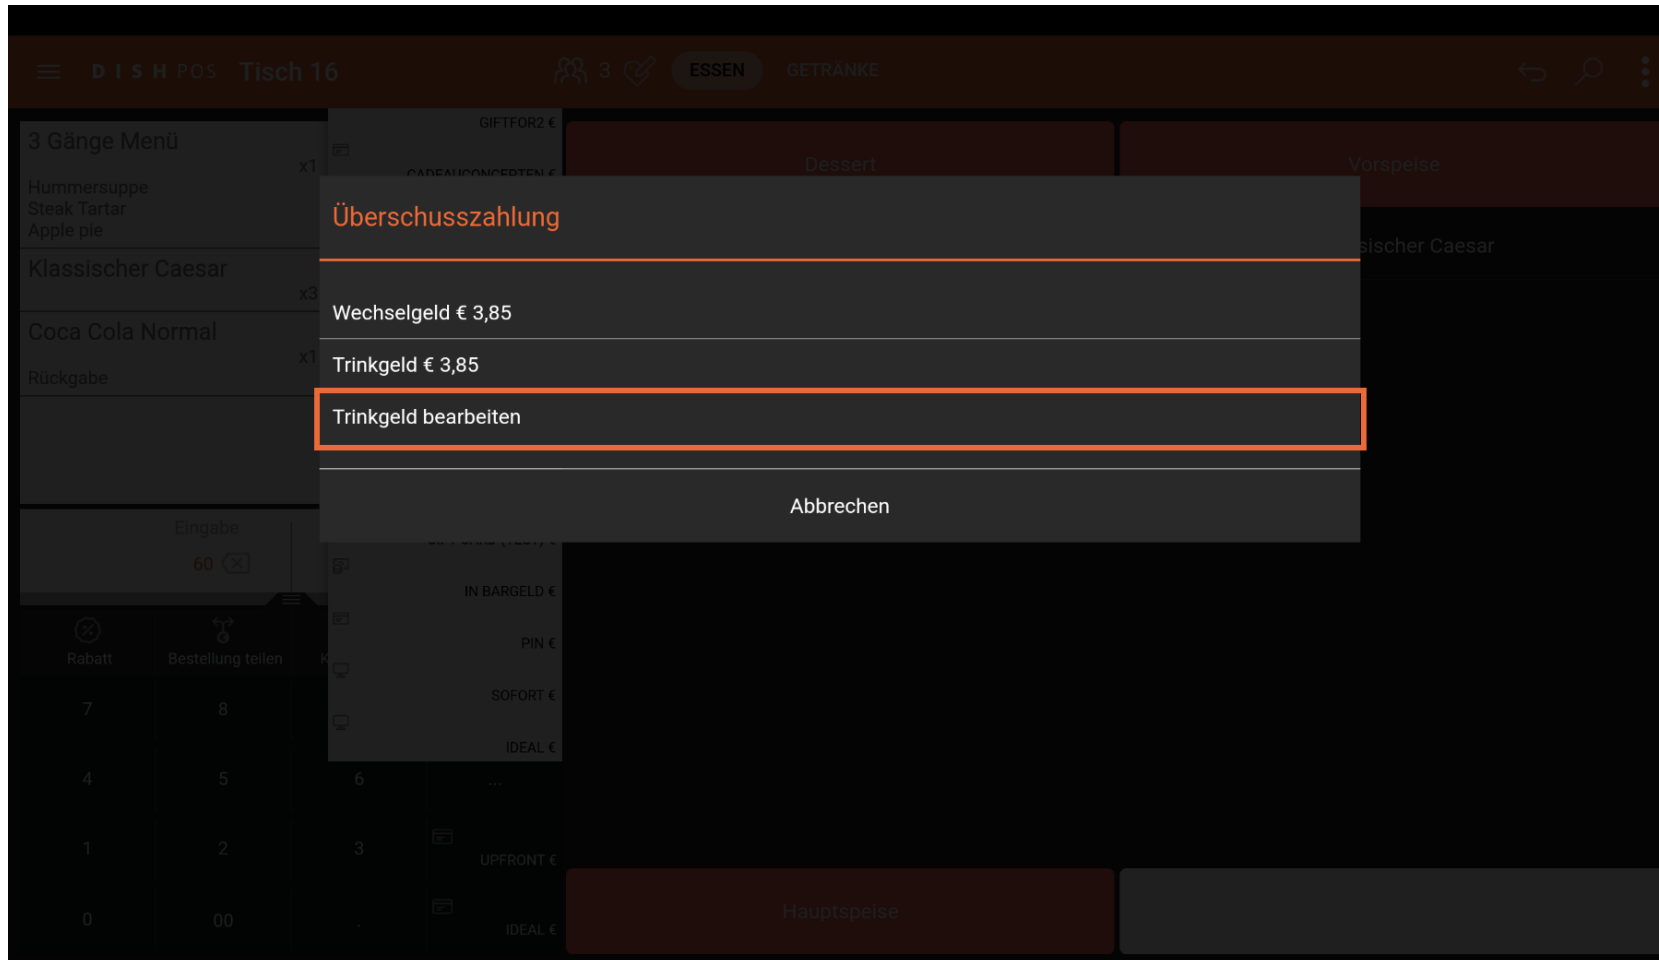 DISH POS Tisch 16
3
ESSEN
GETRÄNKE
3 Gänge Menü
x1
Hummersuppe
Steak Tartar
Apple pie
Klassischer Caesar
x3
Coca Cola Normal
x1
Rückgabe
GIFTFOR2 €
CADEAUCONCERTEN €
Dessert
Vorspeise
sischer Caesar
Überschusszahlung
Wechselgeld € 3,85
Trinkgeld € 3,85
Trinkgeld bearbeiten
Abbrechen
Eingabe
60
IN BARGELD €
PIN €
SOFORT €
IDEAL €
Rabatt
Bestellung teilen
K
7
8
4
5
6
...
1
2
3
UPFRONT €
0
00
.
IDEAL €
Hauptspeise